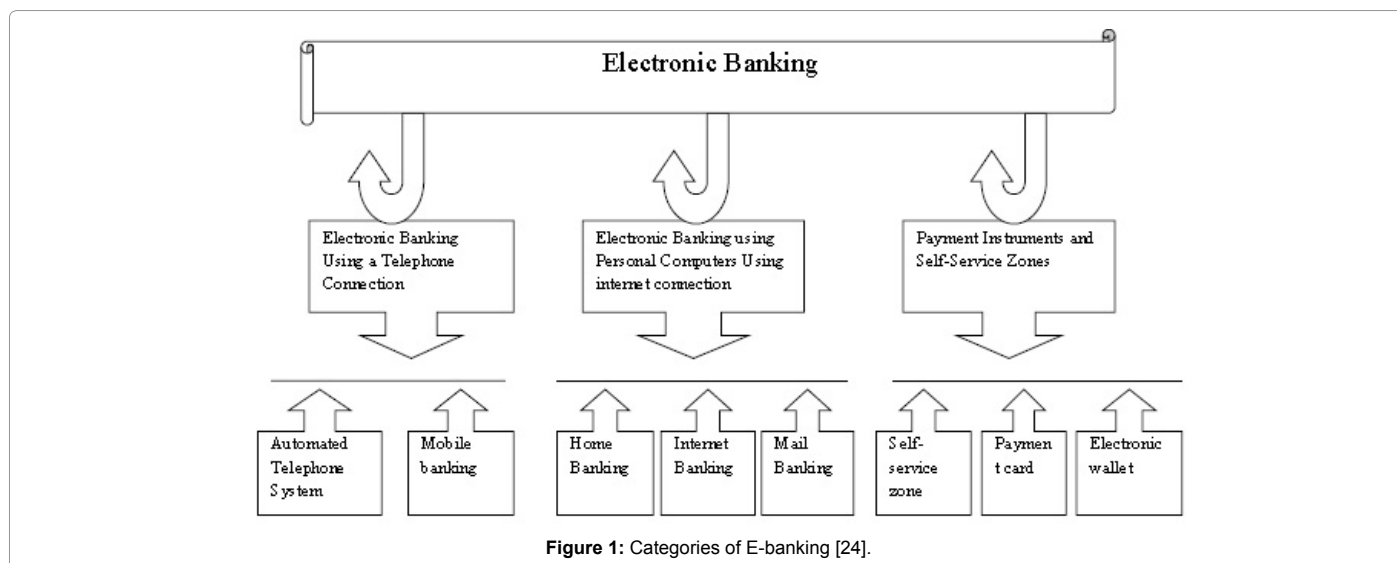 Electronic Banking
Electronic Banking
Using a Telephone
Connection
Electronic Banking using
Personal Computers Using
internet connection
Payment Instruments and
Self-Service Zones
Automated
Telephone
System
Mobile
banking
Home
Banking
Internet
Banking
Mail
Banking
Self-
service
zone
Paymen
t card
Electronic
wallet
Figure 1: Categories of E-banking [24].